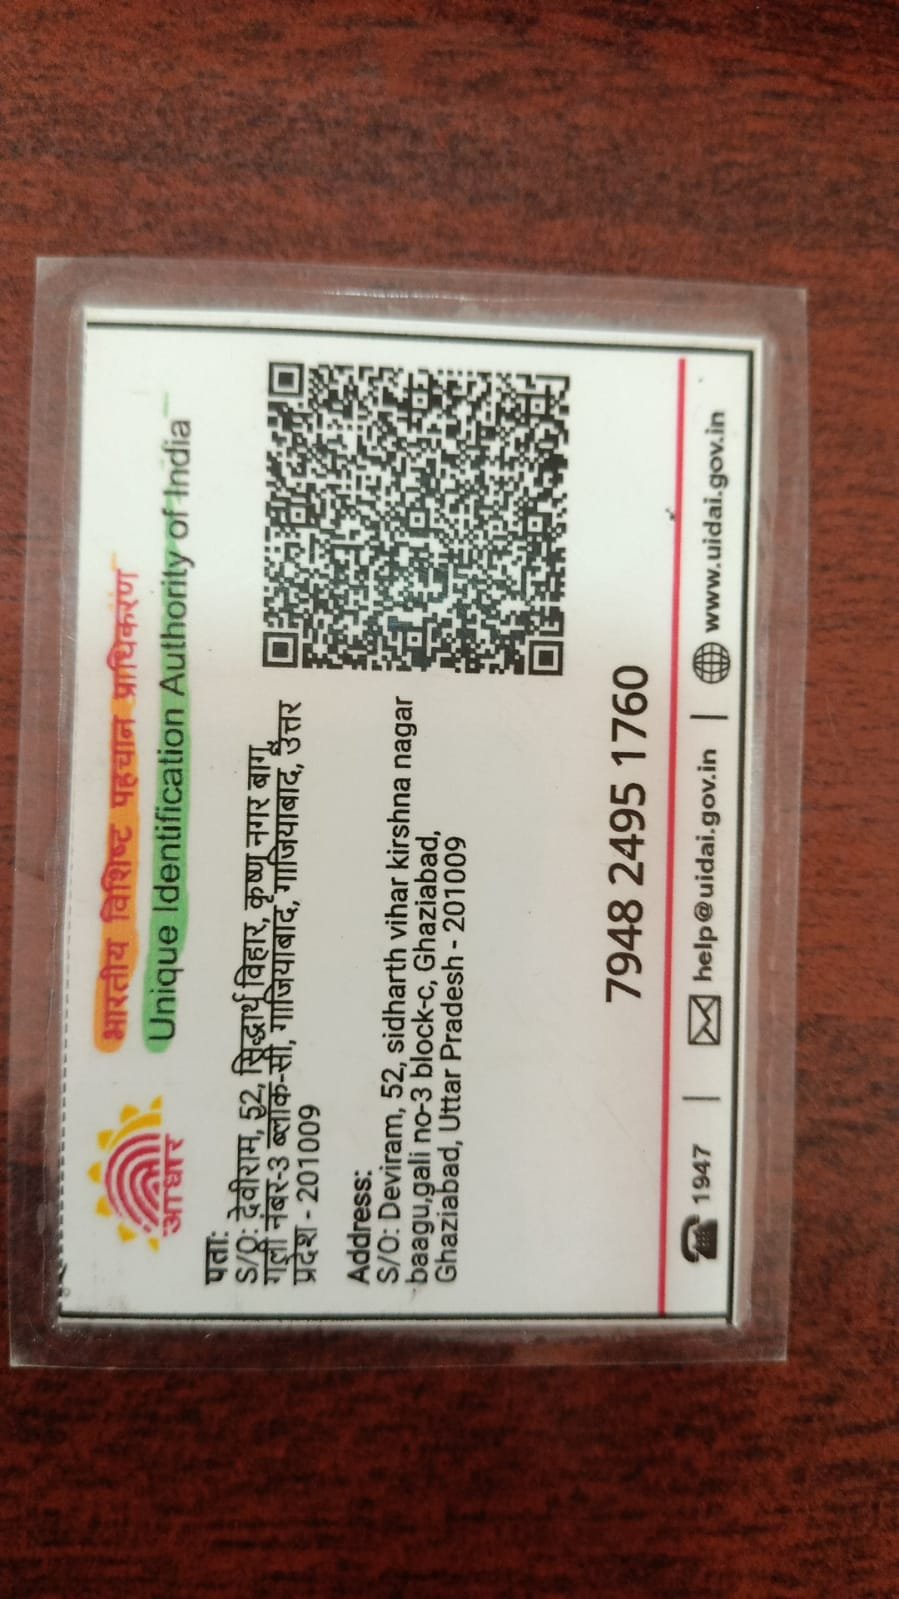 भारतीय विशिष्ट पहचान प्राधिकरण
Unique Identification Authority of India
आधार
पता:
S/O: देवीराम, 52, सिद्धार्थ विहार, कृष्ण नगर बागू,
गली नंबर-3 ब्लॉक-सी, गाजियाबाद, गाजियाबाद, उत्तर
प्रदेश - 201009
Address:
S/O: Deviram, 52, sidharth vihar kirshna nagar
baagu,gali no-3 block-c, Ghaziabad,
Ghaziabad, Uttar Pradesh - 201009
7948 2495 1760
1947 | help@uidai.gov.in | www.uidai.gov.in